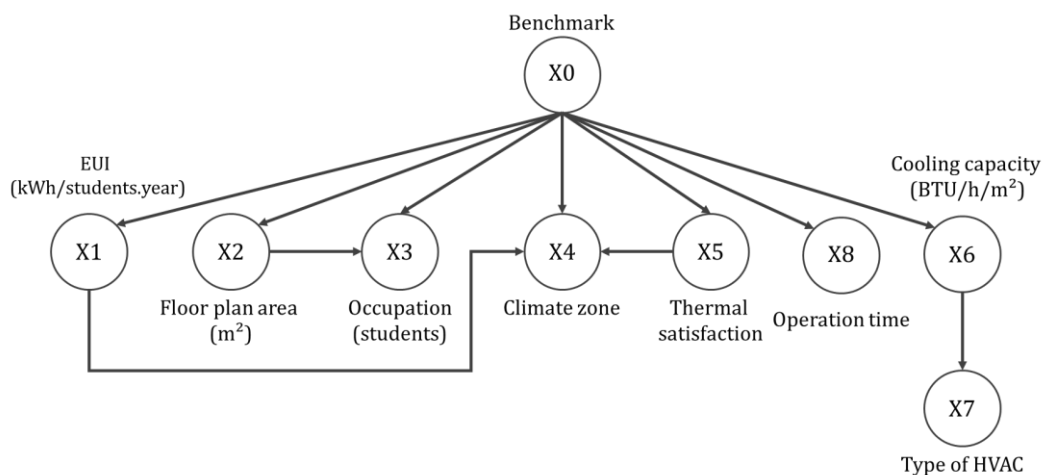 Benchmark
X0
EUI
(kWh/students.year)
Cooling capacity
(BTU/h/m²)
X1
X2
X3
X4
X5
X8
X6
Floor plan area
(m²)
Occupation
(students)
Climate zone
Thermal
satisfaction
Operation time
X7
Type of HVAC